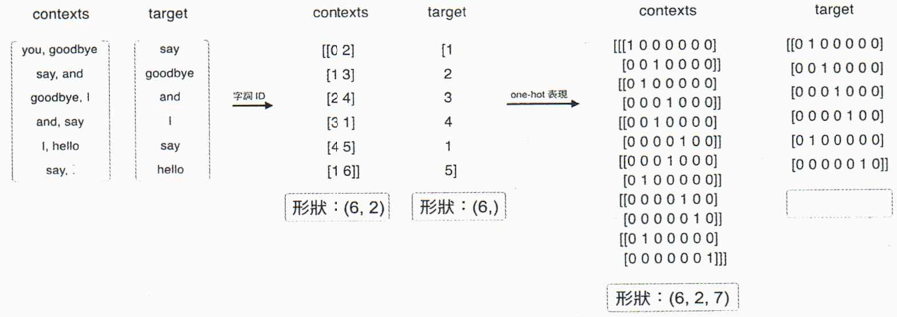 contexts
target
you, goodbye
say, and
goodbye, I
and, say
I, hello
say, .
say
goodbye
and
I
say
hello
字詞 ID
contexts
target
[[0 2]
[1 3]
[2 4]
[3 1]
[4 5]
[1 6]]
形狀：(6, 2)
[1
2
3
4
1
5]
形狀：(6,)
one-hot 表現
contexts
[[[1 0 0 0 0 0 0]
[0 0 1 0 0 0 0]]
[[0 1 0 0 0 0 0]
[0 0 0 1 0 0 0]]
[[0 0 1 0 0 0 0]
[0 0 0 0 1 0 0]]
[[0 0 0 1 0 0 0]
[0 1 0 0 0 0 0]]
[[0 0 0 0 1 0 0]
[0 0 0 0 0 1 0]]
[[0 1 0 0 0 0 0]
[0 0 0 0 0 0 1]]]
形狀：(6, 2, 7)
target
[[0 1 0 0 0 0 0]
[0 0 1 0 0 0 0]
[0 0 0 1 0 0 0]
[0 0 0 0 1 0 0]
[0 1 0 0 0 0 0]
[0 0 0 0 0 1 0]]